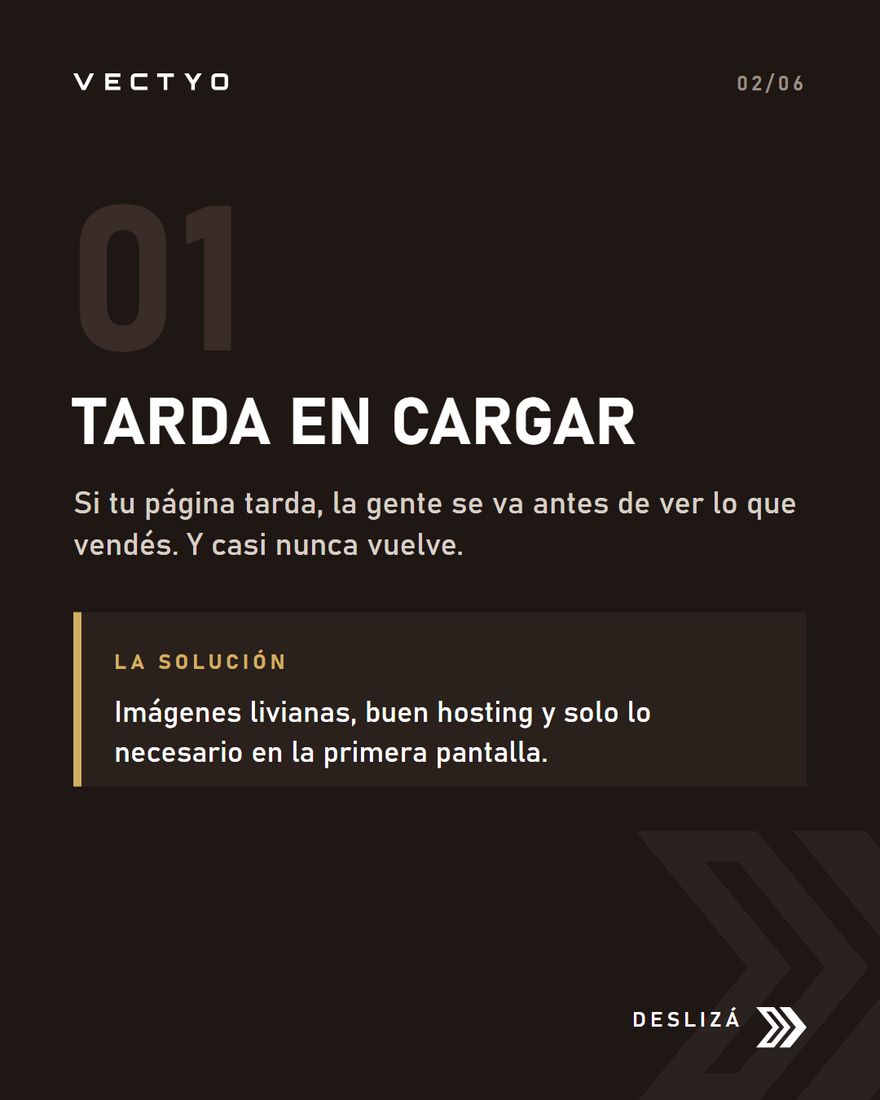 VECTYO
02/06
01
TARDA EN CARGAR
Si tu página tarda, la gente se va antes de ver lo que
vendés. Y casi nunca vuelve.
LA SOLUCIÓN
Imágenes livianas, buen hosting y solo lo
necesario en la primera pantalla.
DESLIZÁ